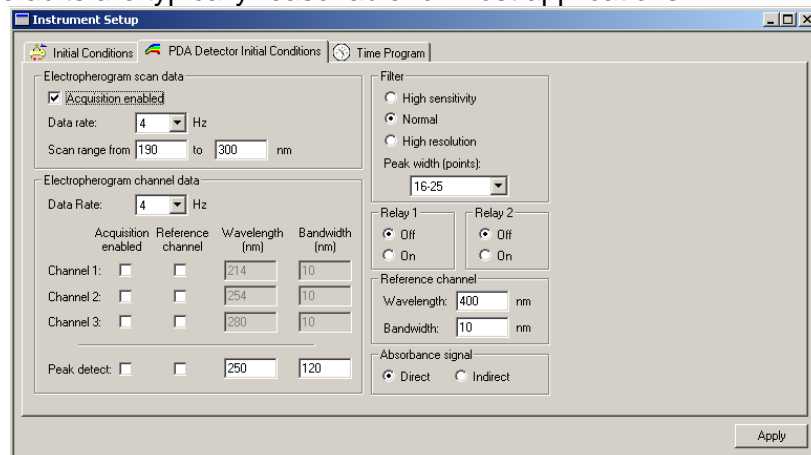 Instrument Setup
Initial Conditions PDA Detector Initial Conditions Time Program
Electropherogram scan data
Acquisition enabled
Data rate: 4 Hz
Scan range from 190 to 300 nm
Electropherogram channel data
Data Rate: 4 Hz
Acquisition enabled Reference channel Wavelength (nm) Bandwidth (nm)
Channel 1: 214 10
Channel 2: 254 10
Channel 3: 280 10
Peak detect: 250 120
Filter
High sensitivity
Normal
High resolution
Peak width (points):
16-25
Relay 1 Relay 2
Off Off
On On
Reference channel
Wavelength: 400 nm
Bandwidth: 10 nm
Absorbance signal
Direct Indirect
Apply